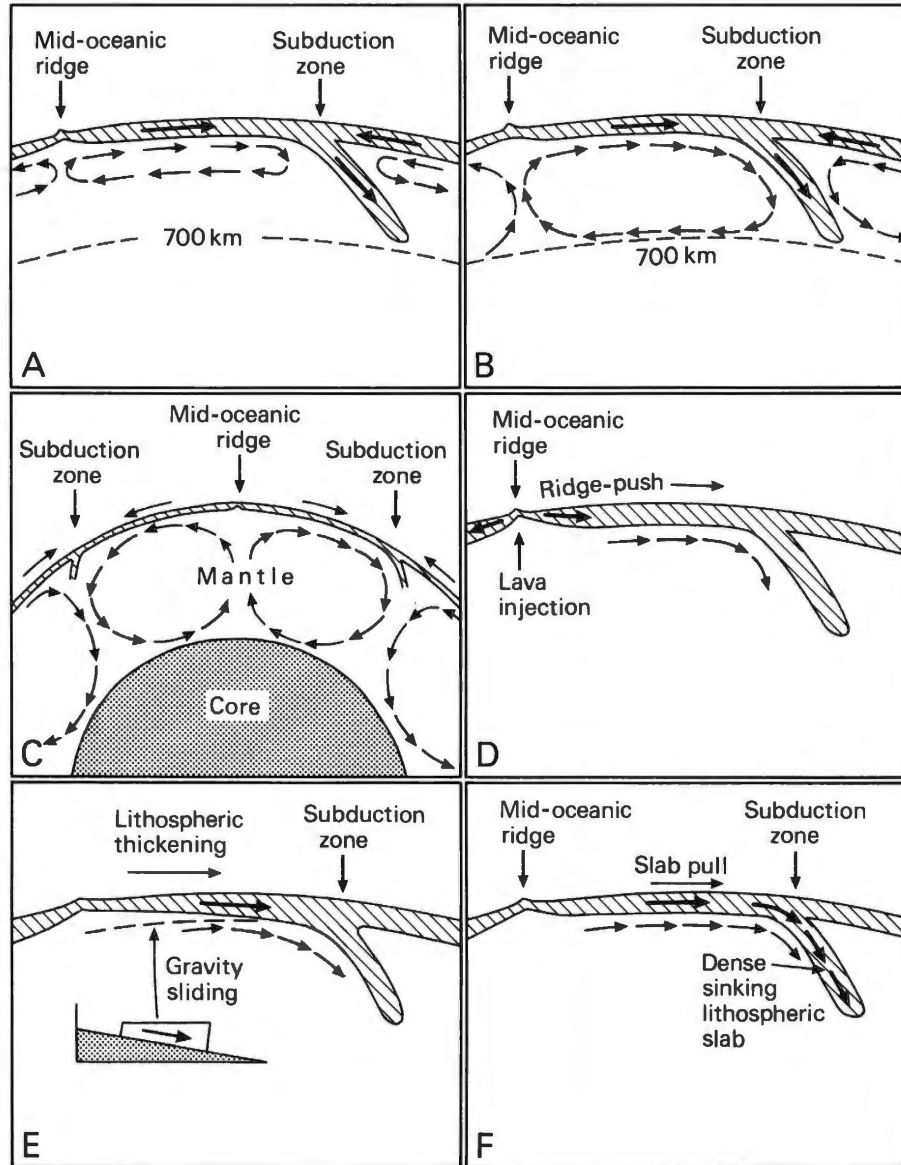 Mid-oceanic
ridge
Subduction
zone
700 km
A
Mid-oceanic
ridge
Subduction
zone
700 km
B
Mid-oceanic
ridge
Subduction
zone
Subduction
zone
Mantle
Core
C
Mid-oceanic
ridge
Ridge-push
Lava
injection
D
Lithospheric
thickening
Subduction
zone
Gravity
sliding
E
Mid-oceanic
ridge
Subduction
zone
Slab pull
Dense
sinking
lithospheric
slab
F